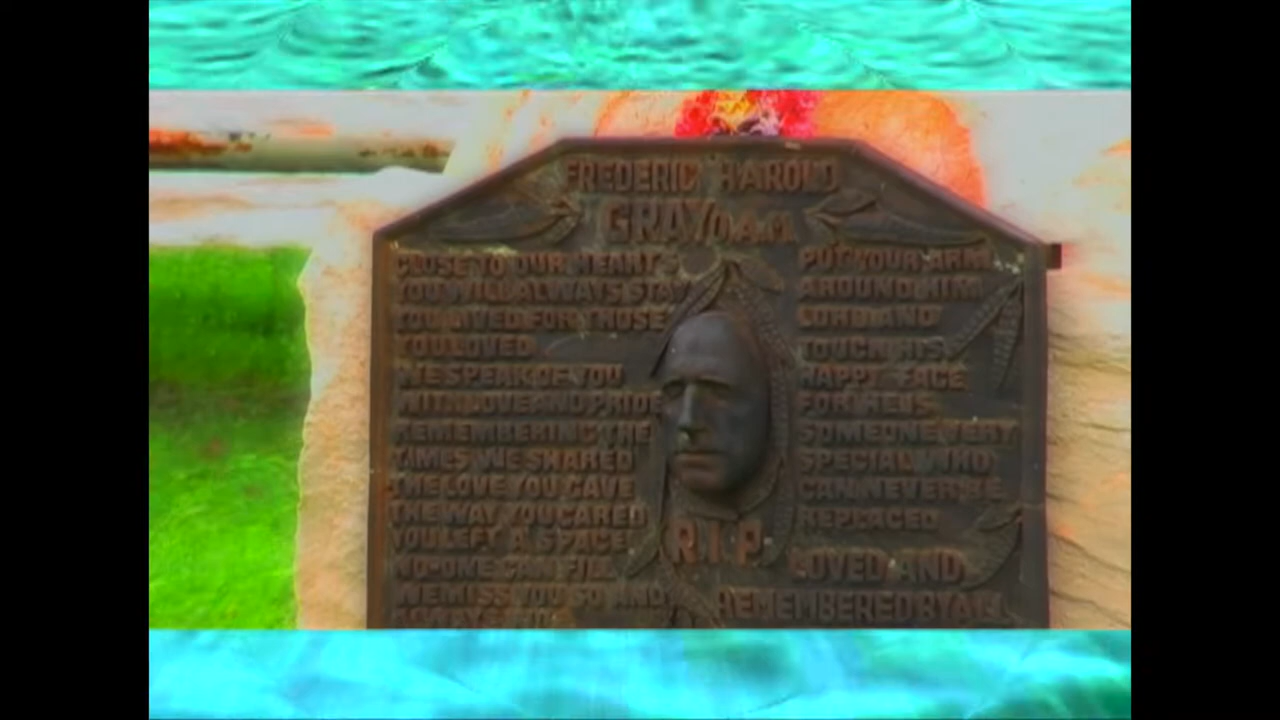 FREDERIC HAROLD
GRAY O.A.M.
CLOSE TO OUR HEARTS
YOU WILL ALWAYS STAY
YOU LIVED FOR THOSE
YOU LOVED
WE SPEAK OF YOU
WITH LOVE AND PRIDE
REMEMBERING THE
TIMES WE SHARED
THE LOVE YOU GAVE
THE WAY YOU CARED
YOU LEFT A SPACE
NO-ONE CAN FILL
WE MISS YOU SO AND
R.I.P.
PUT YOUR ARM
AROUND HIM
LORD AND
TOUCH HIS
HAPPY FACE
FOR HE IS
SOMEONE VERY
SPECIAL AND
CAN NEVER BE
REPLACED
LOVED AND
REMEMBERED BY ALL